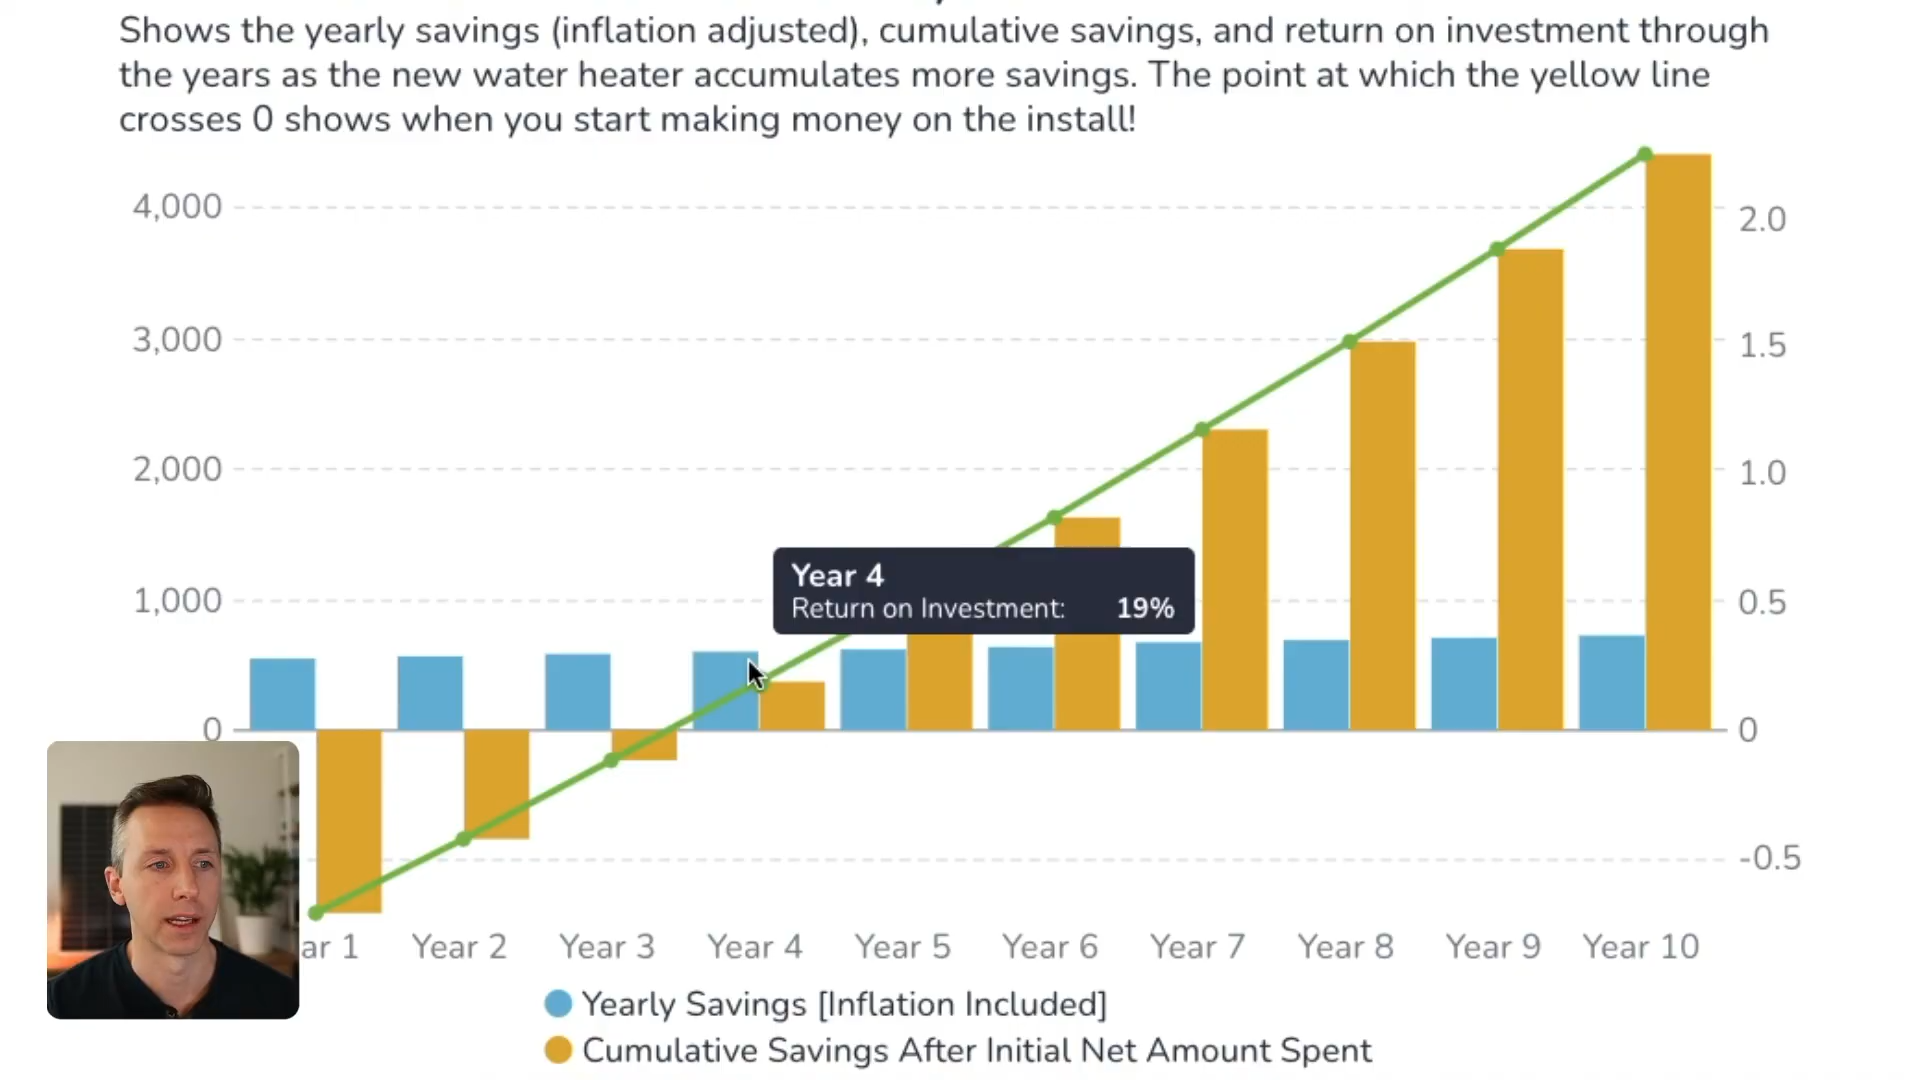 Shows the yearly savings (inflation adjusted), cumulative savings, and return on investment through
the years as the new water heater accumulates more savings. The point at which the yellow line
crosses 0 shows when you start making money on the install!
4,000
2.0
3,000
1.5
2,000
1.0
Year 4
Return on Investment: 19%
1,000
0.5
0
0
-0.5
ar 1 Year 2 Year 3 Year 4 Year 5 Year 6 Year 7 Year 8 Year 9 Year 10
Yearly Savings [Inflation Included]
Cumulative Savings After Initial Net Amount Spent